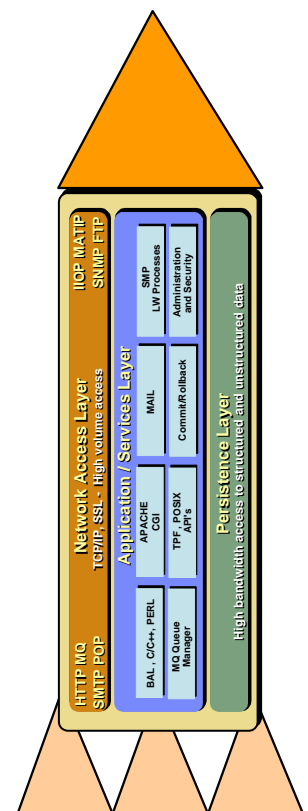 HTTP MQ
SMTP POP
Network Access Layer
TCP/IP, SSL - High volume access
IIOP MATIP
SNMP FTP
Application / Services Layer
BAL , C/C++, PERL
APACHE
CGI
MAIL
SMP
LW Processes
MQ Queue
Manager
TPF , POSIX
API's
Commit/Rollback
Administration
and Security
Persistence Layer
High bandwidth access to structured and unstructured data